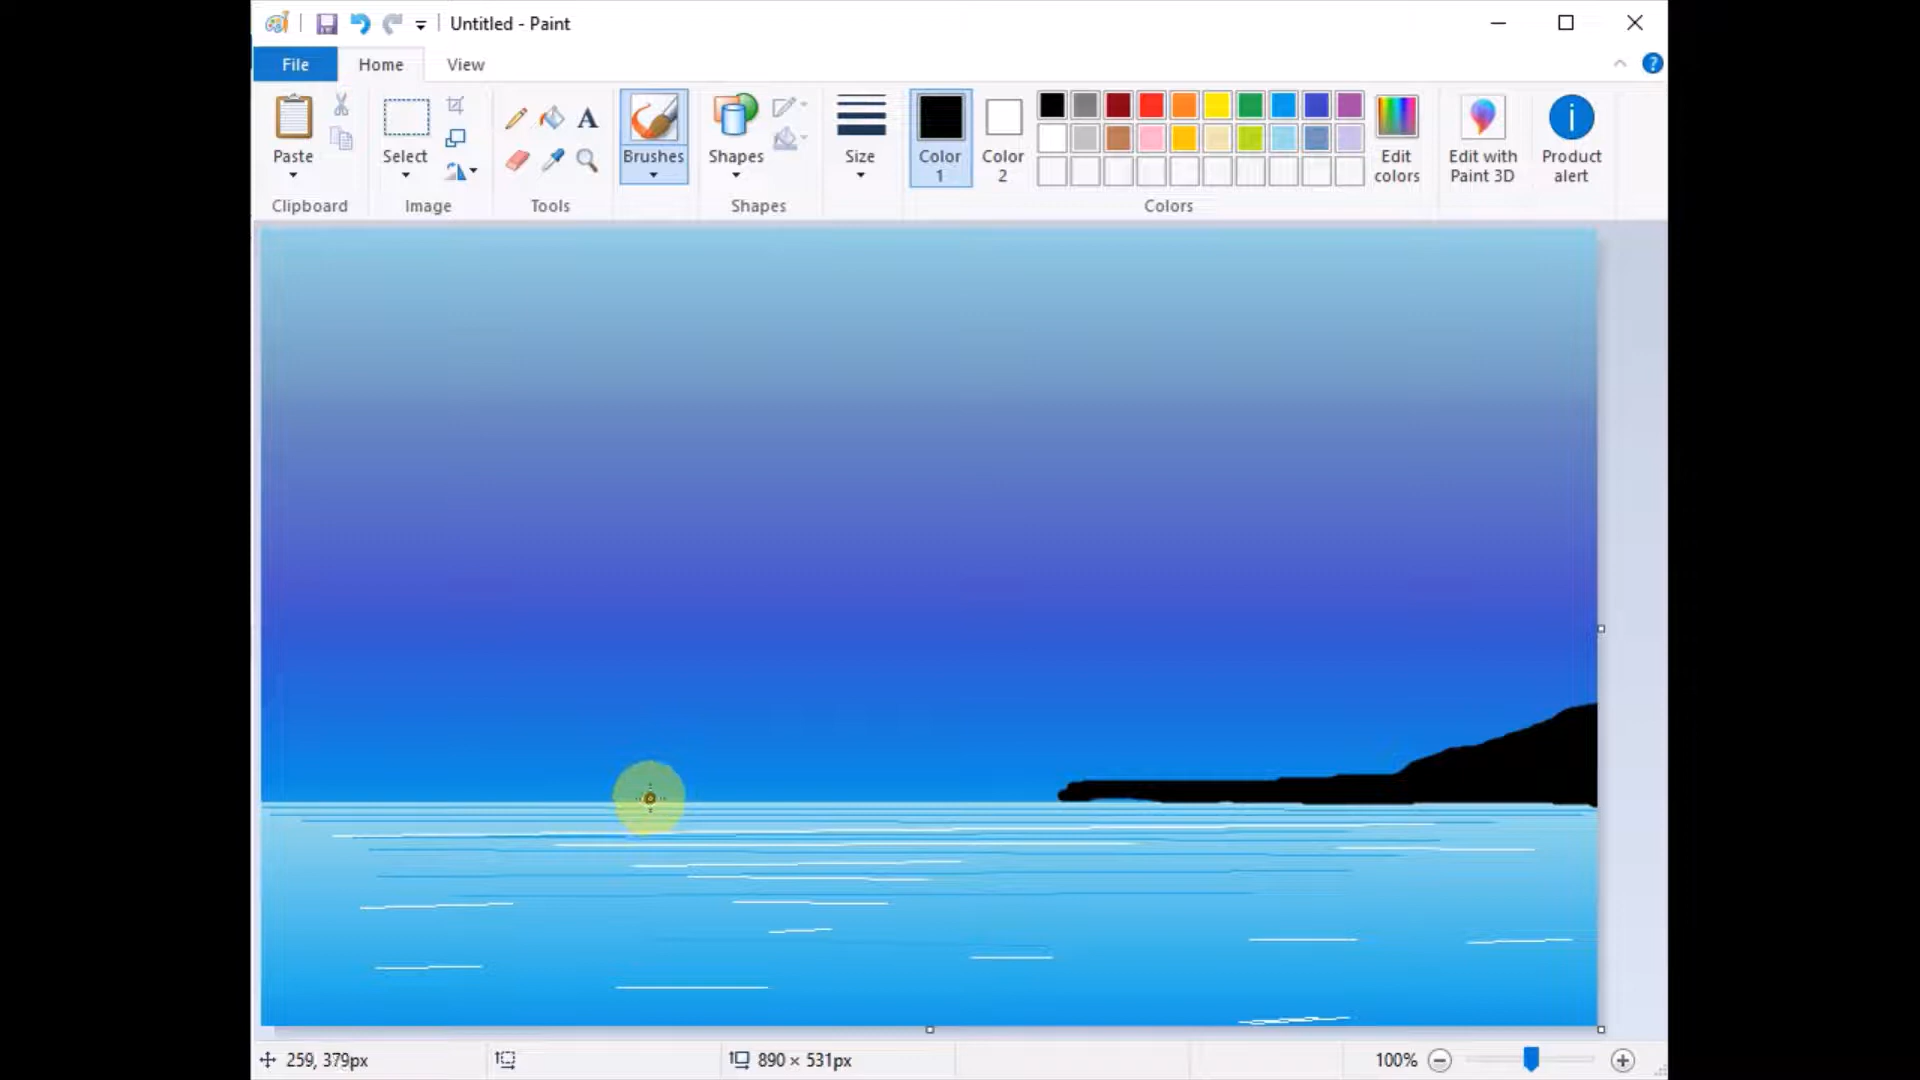 Untitled - Paint
File Home View
Paste
Select
Brushes
Shapes
Size
Color 1
Color 2
Edit colors
Edit with Paint 3D
Product alert
A
Clipboard Image Tools Shapes Colors
259, 379px 890 × 531px 100%